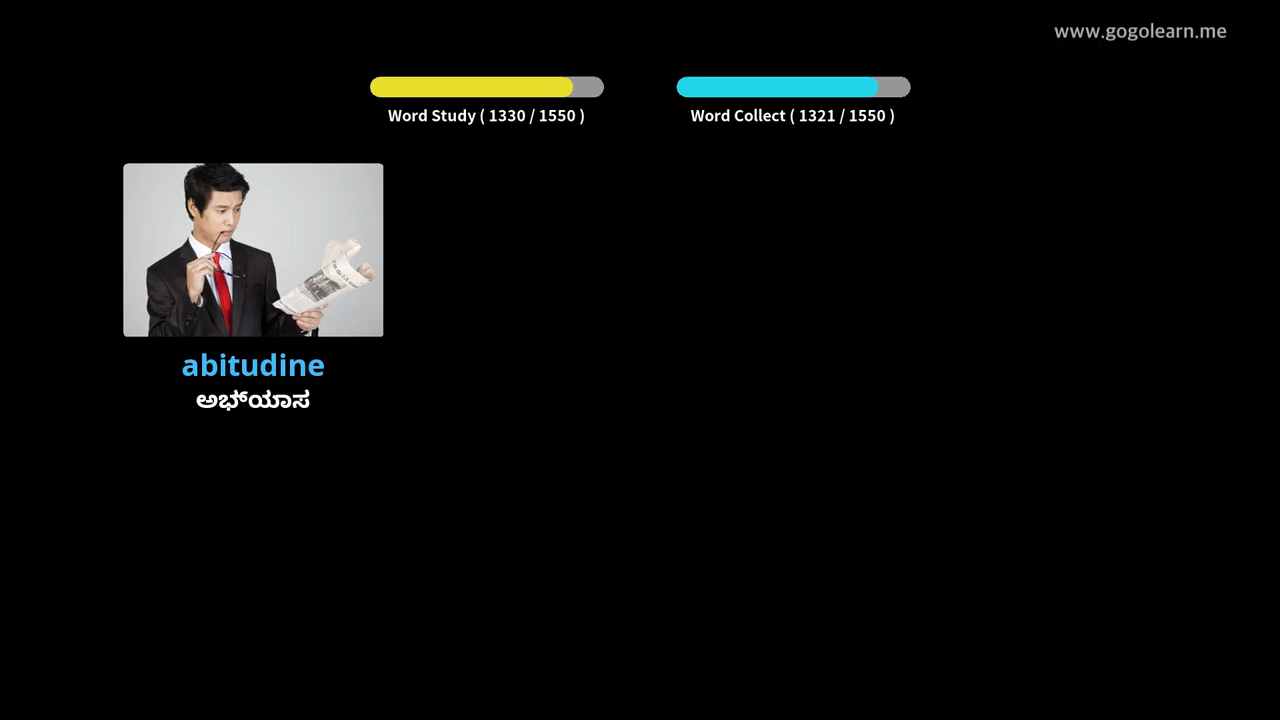 www.gogolearn.me
Word Study ( 1330 / 1550 )
Word Collect ( 1321 / 1550 )
abitudine
ಅಭ್ಯಾಸ